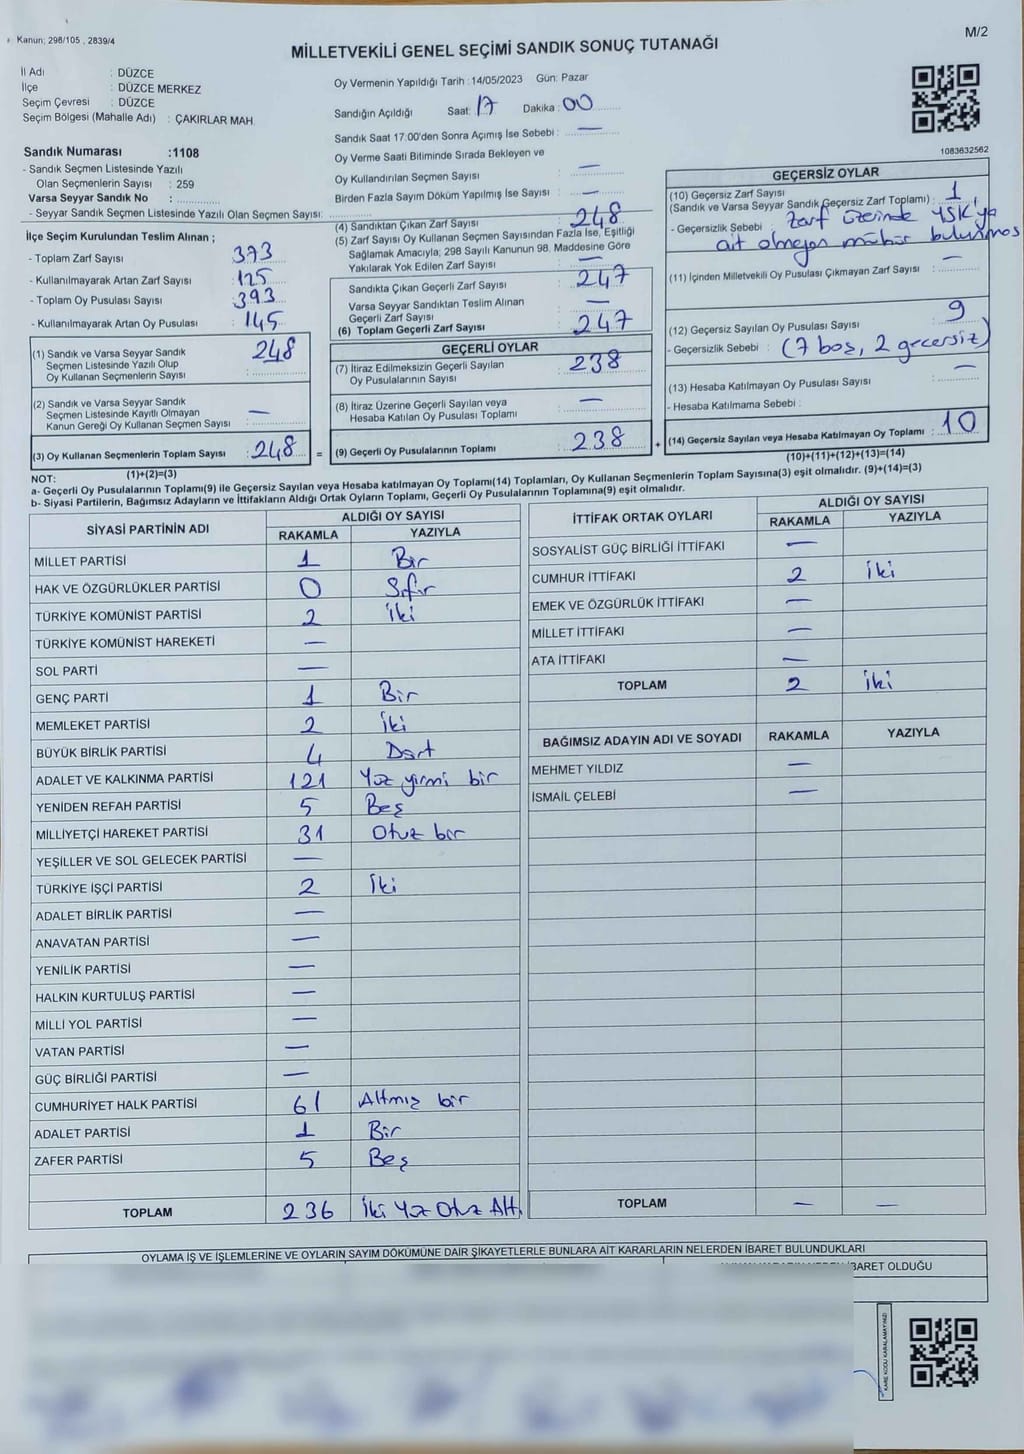 Kanun; 298/105 , 2839/4
M/2
MİLLETVEKİLİ GENEL SEÇİMİ SANDIK SONUÇ TUTANAĞI
İl Adı : DÜZCE
İlçe : DÜZCE MERKEZ
Seçim Çevresi : DÜZCE
Seçim Bölgesi (Mahalle Adı) : ÇAKIRLAR MAH.
Sandık Numarası :1108
- Sandık Seçmen Listesinde Yazılı
Olan Seçmenlerin Sayısı : 259
Varsa Seyyar Sandık No :
- Seyyar Sandık Seçmen Listesinde Yazılı Olan Seçmen Sayısı:
Oy Vermenin Yapıldığı Tarih : 14/05/2023 Gün: Pazar
Sandığın Açıldığı Saat: 17 Dakika : 00
Sandık Saat 17:00'den Sonra Açımış İse Sebebi : —
Oy Verme Saati Bitiminde Sırada Bekleyen ve
Oy Kullandırılan Seçmen Sayısı —
Birden Fazla Sayım Döküm Yapılmış İse Sayısı —
1083632562
İlçe Seçim Kurulundan Teslim Alınan ;
- Toplam Zarf Sayısı : 373
- Kullanılmayarak Artan Zarf Sayısı : 125
- Toplam Oy Pusulası Sayısı : 393
- Kullanılmayarak Artan Oy Pusulası : 145
(1) Sandık ve Varsa Seyyar Sandık
Seçmen Listesinde Yazılı Olup
Oy Kullanan Seçmenlerin Sayısı : 248
(2) Sandık ve Varsa Seyyar Sandık
Seçmen Listesinde Kayıtlı Olmayan
Kanun Gereği Oy Kullanan Seçmen Sayısı : —
(3) Oy Kullanan Seçmenlerin Toplam Sayısı : 248 =
(1)+(2)=(3)
(4) Sandıktan Çıkan Zarf Sayısı 248
(5) Zarf Sayısı Oy Kullanan Seçmen Sayısından Fazla İse, Eşitliği
Sağlamak Amacıyla, 298 Sayılı Kanunun 98. Maddesine Göre
Yakılarak Yok Edilen Zarf Sayısı —
Sandıkta Çıkan Geçerli Zarf Sayısı 247
Varsa Seyyar Sandıktan Teslim Alınan
Geçerli Zarf Sayısı —
(6) Toplam Geçerli Zarf Sayısı : 247
GEÇERLİ OYLAR
(7) İtiraz Edilmeksizin Geçerli Sayılan
Oy Pusulalarının Sayısı : 238
(8) İtiraz Üzerine Geçerli Sayılan veya
Hesaba Katılan Oy Pusulası Toplamı : —
(9) Geçerli Oy Pusulalarının Toplamı : 238 +
GEÇERSİZ OYLAR
(10) Geçersiz Zarf Sayısı
(Sandık ve Varsa Seyyar Sandık Geçersiz Zarf Toplamı) : 1
- Geçersizlik Sebebi : Zarf üzerinde YSK'ya
ait olmayan mühür bulunması
(11) İçinden Milletvekili Oy Pusulası Çıkmayan Zarf Sayısı : —
(12) Geçersiz Sayılan Oy Pusulası Sayısı : 9
- Geçersizlik Sebebi : (7 boş, 2 geçersiz)
(13) Hesaba Katılmayan Oy Pusulası Sayısı : —
- Hesaba Katılmama Sebebi :
(14) Geçersiz Sayılan veya Hesaba Katılmayan Oy Toplamı : 10
(10)+(11)+(12)+(13)=(14)
NOT:
a- Geçerli Oy Pusulalarının Toplamı(9) ile Geçersiz Sayılan veya Hesaba katılmayan Oy Toplamı(14) Toplamları, Oy Kullanan Seçmenlerin Toplam Sayısına(3) eşit olmalıdır. (9)+(14)=(3)
b- Siyasi Partilerin, Bağımsız Adayların ve İttifakların Aldığı Ortak Oyların Toplamı, Geçerli Oy Pusulalarının Toplamına(9) eşit olmalıdır.
SİYASİ PARTİNİN ADI ALDIĞI OY SAYISI
RAKAMLA YAZIYLA
MİLLET PARTİSİ 1 Bir
HAK VE ÖZGÜRLÜKLER PARTİSİ 0 Sıfır
TÜRKİYE KOMÜNİST PARTİSİ 2 İki
TÜRKİYE KOMÜNİST HAREKETİ —
SOL PARTİ —
GENÇ PARTİ 1 Bir
MEMLEKET PARTİSİ 2 İki
BÜYÜK BİRLİK PARTİSİ 4 Dört
ADALET VE KALKINMA PARTİSİ 121 Yüz yirmi bir
YENİDEN REFAH PARTİSİ 5 Beş
MİLLİYETÇİ HAREKET PARTİSİ 31 Otuz bir
YEŞİLLER VE SOL GELECEK PARTİSİ —
TÜRKİYE İŞÇİ PARTİSİ 2 İki
ADALET BİRLİK PARTİSİ —
ANAVATAN PARTİSİ —
YENİLİK PARTİSİ —
HALKIN KURTULUŞ PARTİSİ —
MİLLİ YOL PARTİSİ —
VATAN PARTİSİ —
GÜÇ BİRLİĞİ PARTİSİ —
CUMHURİYET HALK PARTİSİ 61 Altmış bir
ADALET PARTİSİ 1 Bir
ZAFER PARTİSİ 5 Beş
TOPLAM 236 İki Yüz Otuz Altı
İTTİFAK ORTAK OYLARI ALDIĞI OY SAYISI
RAKAMLA YAZIYLA
SOSYALİST GÜÇ BİRLİĞİ İTTİFAKI —
CUMHUR İTTİFAKI 2 İki
EMEK VE ÖZGÜRLÜK İTTİFAKI —
MİLLET İTTİFAKI —
ATA İTTİFAKI —
TOPLAM 2 İki
BAĞIMSIZ ADAYIN ADI VE SOYADI RAKAMLA YAZIYLA
MEHMET YILDIZ —
İSMAİL ÇELEBİ —
TOPLAM — —
OYLAMA İŞ VE İŞLEMLERİNE VE OYLARIN SAYIM DÖKÜMÜNE DAİR ŞİKAYETLERLE BUNLARA AİT KARARLARIN NELERDEN İBARET BULUNDUKLARI
İBARET OLDUĞU
KARE KODU KARALAMAYINIZ!